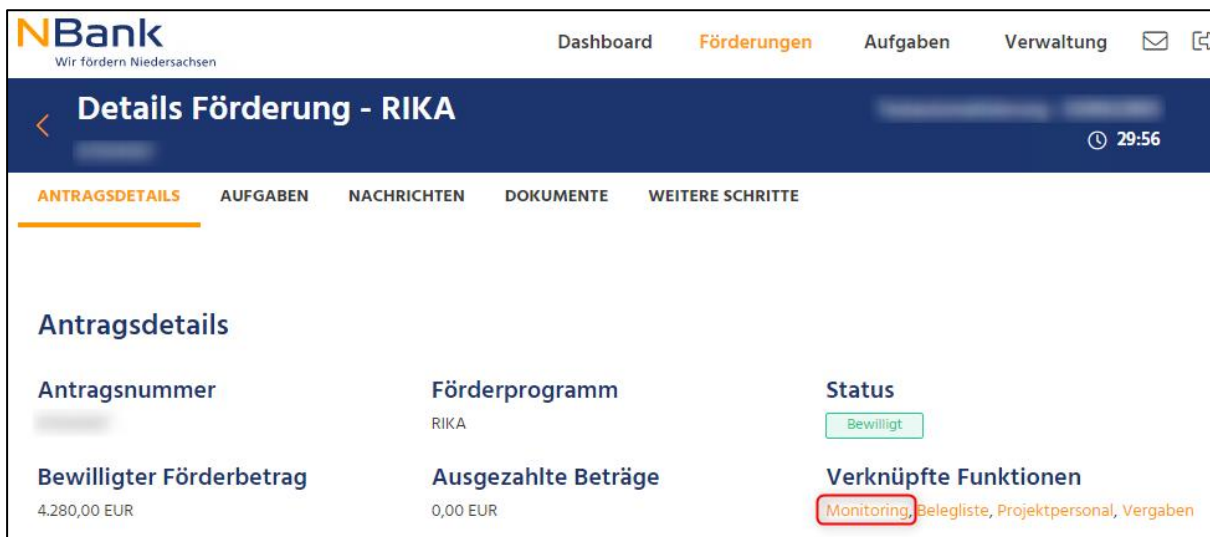 NBank
Wir fördern Niedersachsen
Dashboard Förderungen Aufgaben Verwaltung
Details Förderung - RIKA
29:56
ANTRAGSDETAILS AUFGABEN NACHRICHTEN DOKUMENTE WEITERE SCHRITTE
Antragsdetails
Antragsnummer Förderprogramm Status
RIKA Bewilligt
Bewilligter Förderbetrag Ausgezahlte Beträge Verknüpfte Funktionen
4.280,00 EUR 0,00 EUR Monitoring, Belegliste, Projektpersonal, Vergaben